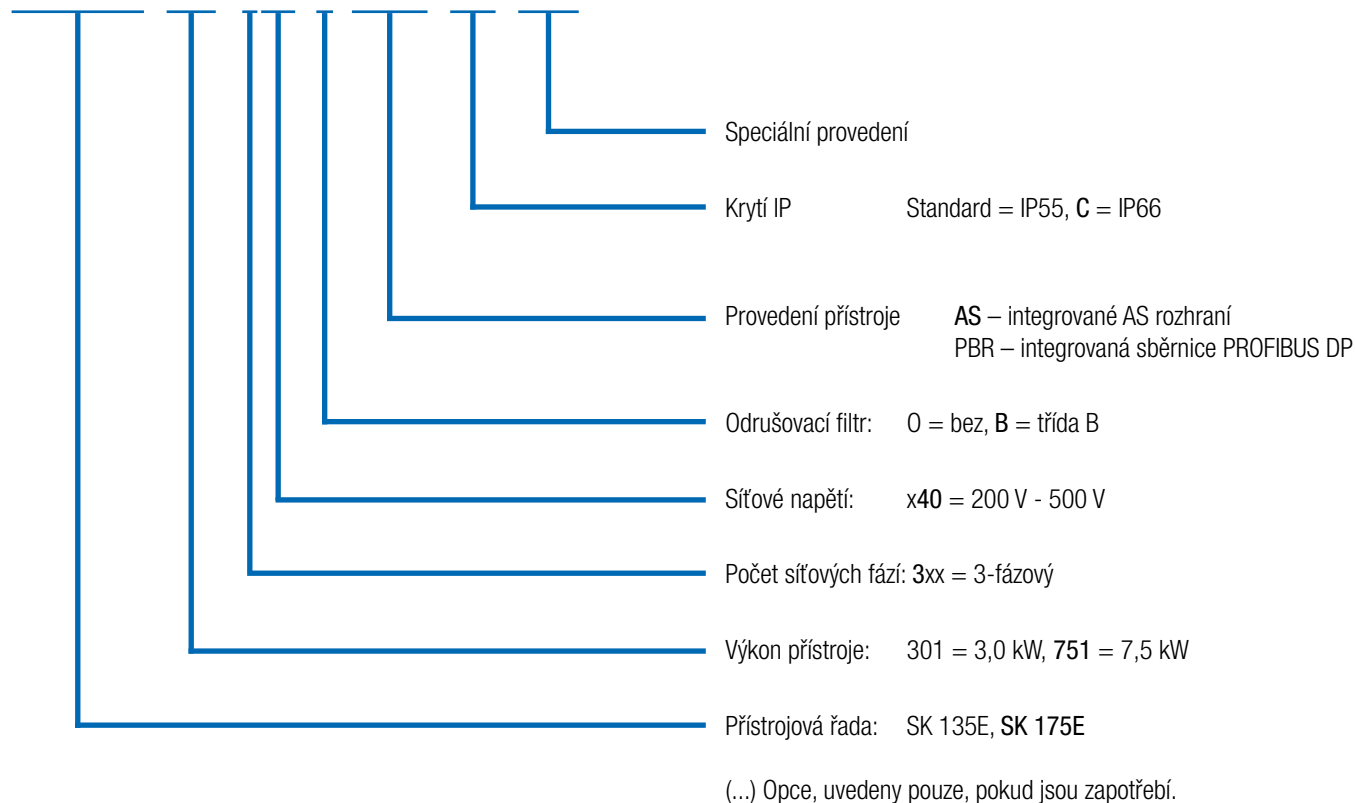 Speciální provedení
Krytí IP Standard = IP55, C = IP66
Provedení přístroje AS – integrované AS rozhraní
PBR – integrovaná sběrnice PROFIBUS DP
Odrušovací filtr: O = bez, B = třída B
Síťové napětí: x40 = 200 V - 500 V
Počet síťových fází: 3xx = 3-fázový
Výkon přístroje: 301 = 3,0 kW, 751 = 7,5 kW
Přístrojová řada: SK 135E, SK 175E
(...) Opce, uvedeny pouze, pokud jsou zapotřebí.